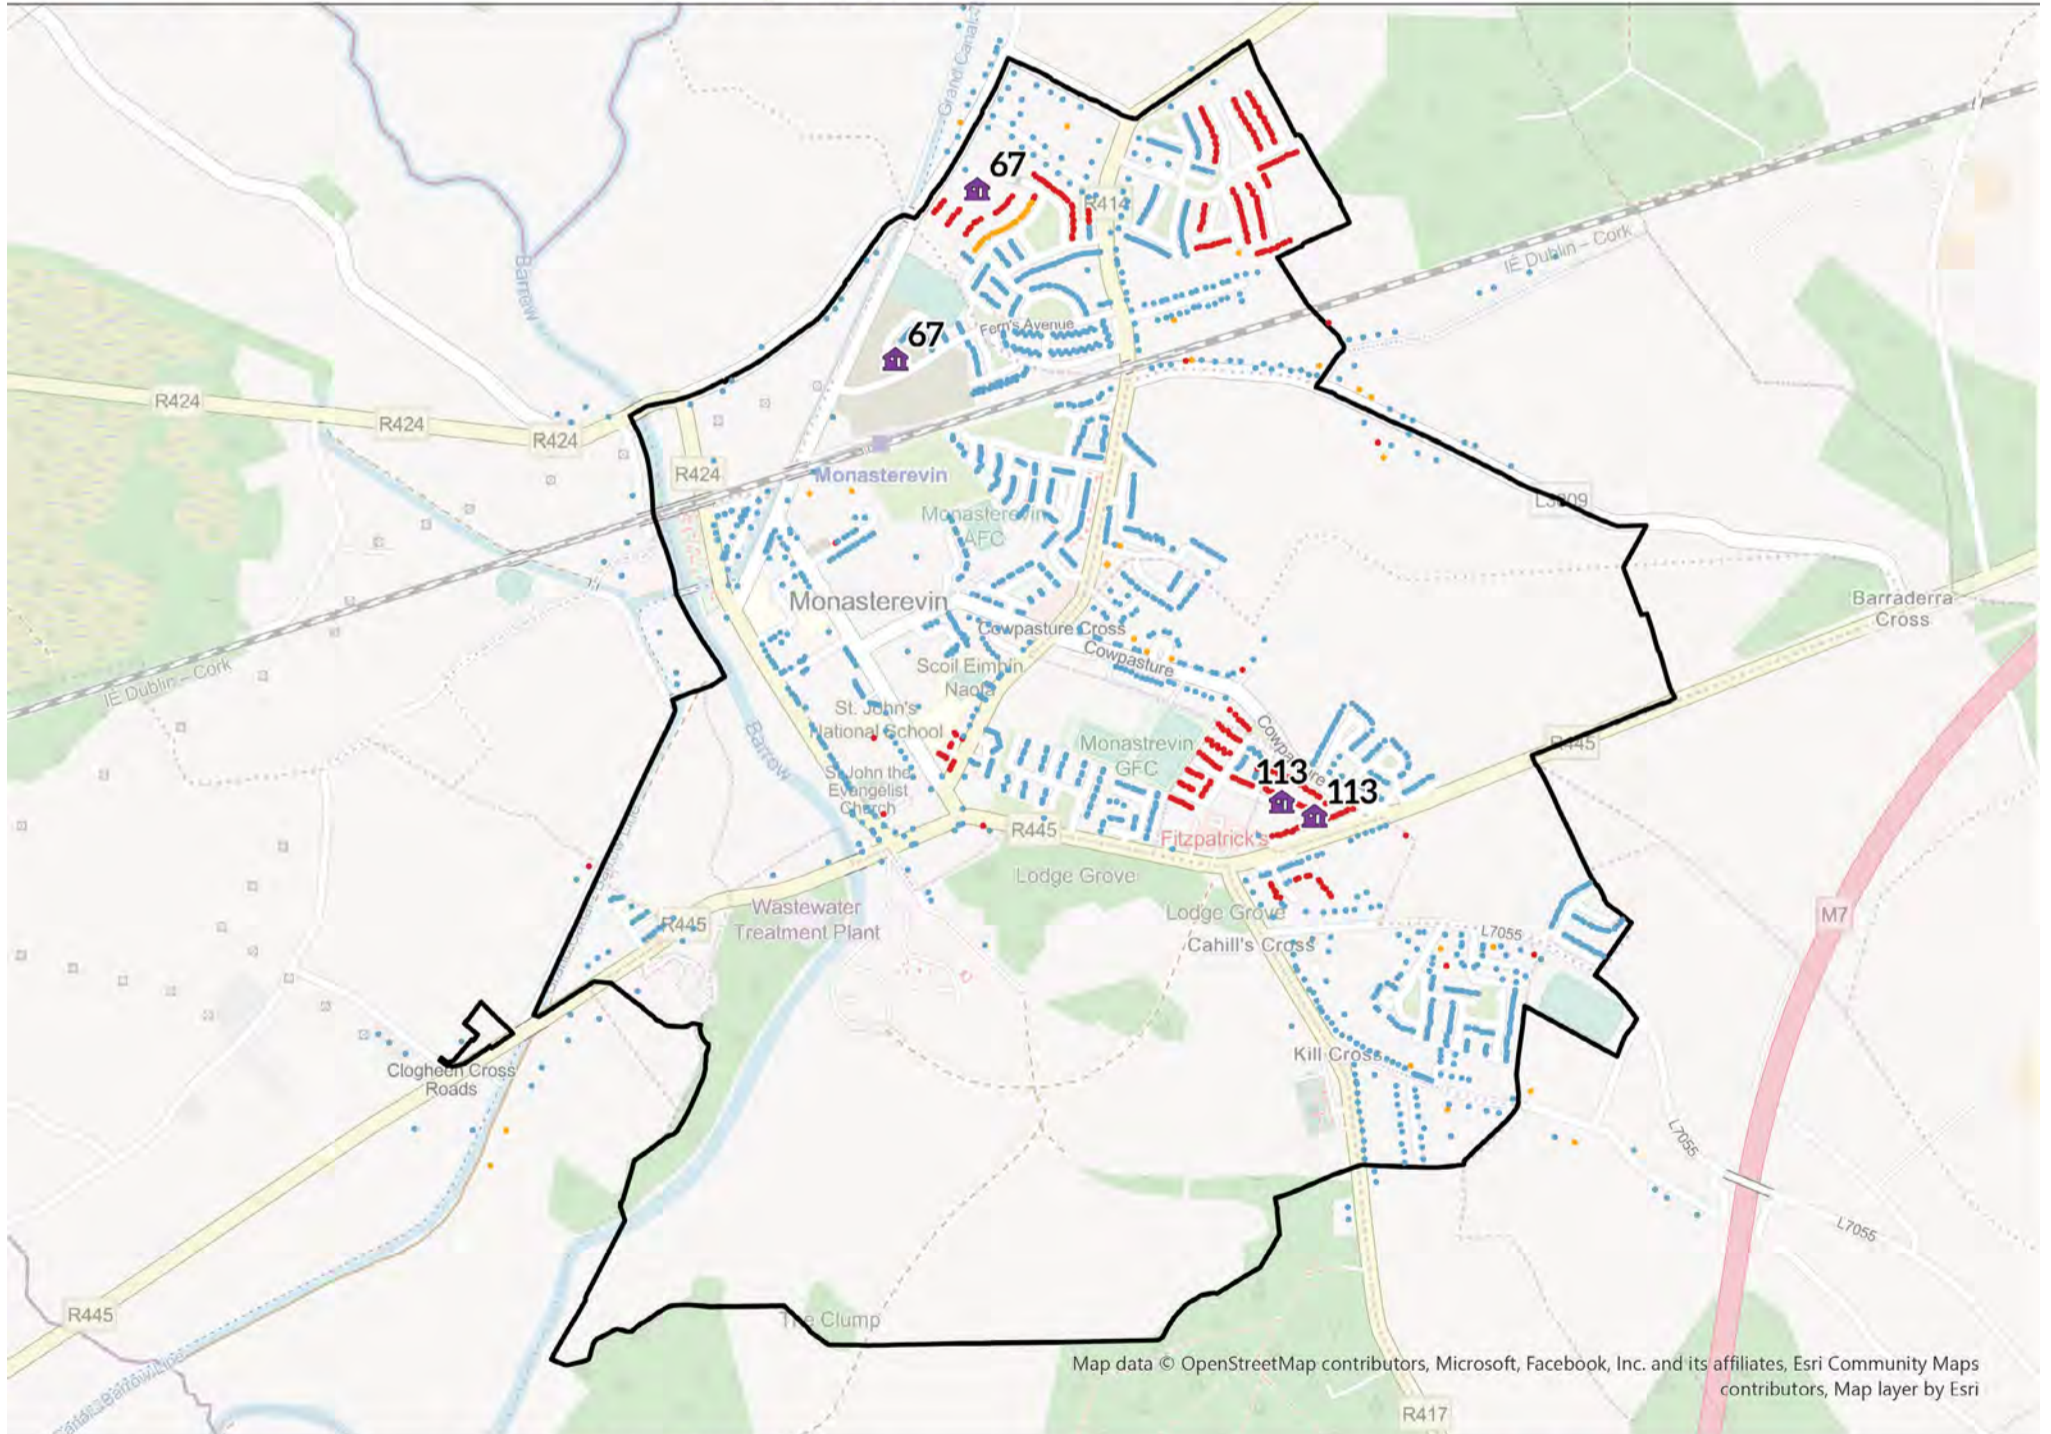 Grand Canal
67
R414
IE Dublin – Cork
Barrow
67
Fern's Avenue
R424
R424
R424
R424
Monasterevin
L5009
Monasterevin
AFC
Monasterevin
Barraderra
Cross
Cowpasture Cross
Cowpasture
IE Dublin – Cork
Scoil Eimhin
Naofa
St. John's
National School
Cowpasture
Barrow
Monastrevin
GFC
R445
St John the
Evangelist
Church
113
113
R445
Fitzpatrick's
Lodge Grove
Wastewater
Treatment Plant
R445
Lodge Grove
Cahill's Cross
L7055
M7
Kill Cross
Clogheen Cross
Roads
L7055
L7055
R445
The Clump
Map data © OpenStreetMap contributors, Microsoft, Facebook, Inc. and its affiliates, Esri Community Maps
contributors, Map layer by Esri
R417